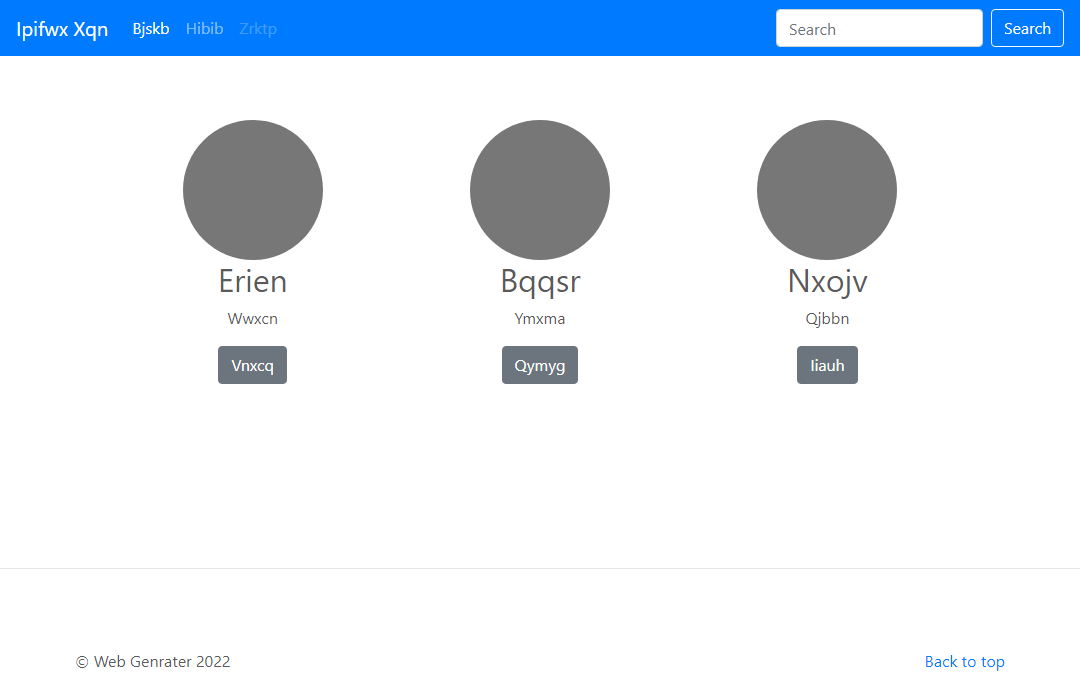 Ipifwx Xqn Bjskb Hibib Zrktp Search Search
Erien Bqqsr Nxojv
Wwxcn Ymxma Qjbbn
Vnxcq Qymyg Iiauh
© Web Genrater 2022 Back to top